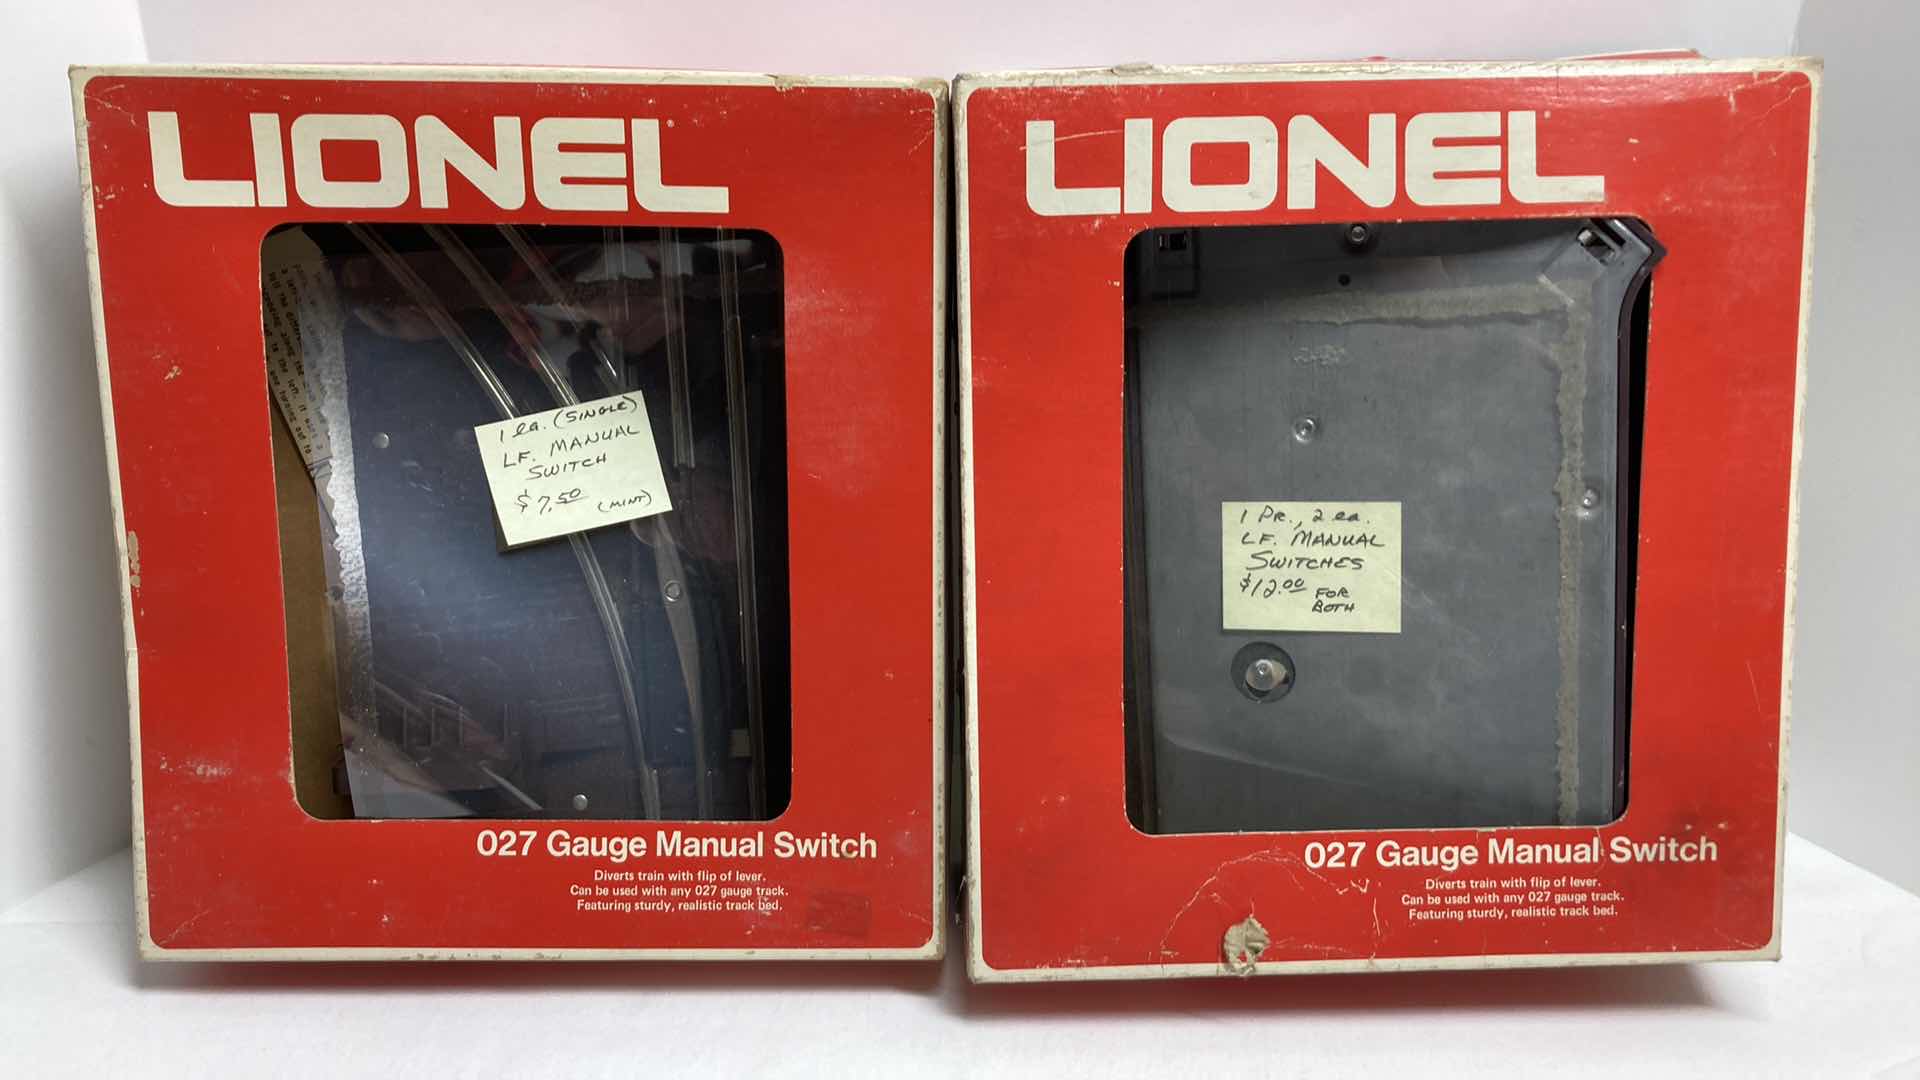 LIONEL
1 ea. (SINGLE)
LF. MANUAL
SWITCH
$7.50 (MINT)
027 Gauge Manual Switch
Diverts train with flip of lever.
Can be used with any 027 gauge track.
Featuring sturdy, realistic track bed.
LIONEL
1 PR., 2 ea.
LF. MANUAL
SWITCHES
$12.00 FOR
BOTH
027 Gauge Manual Switch
Diverts train with flip of lever.
Can be used with any 027 gauge track.
Featuring sturdy, realistic track bed.